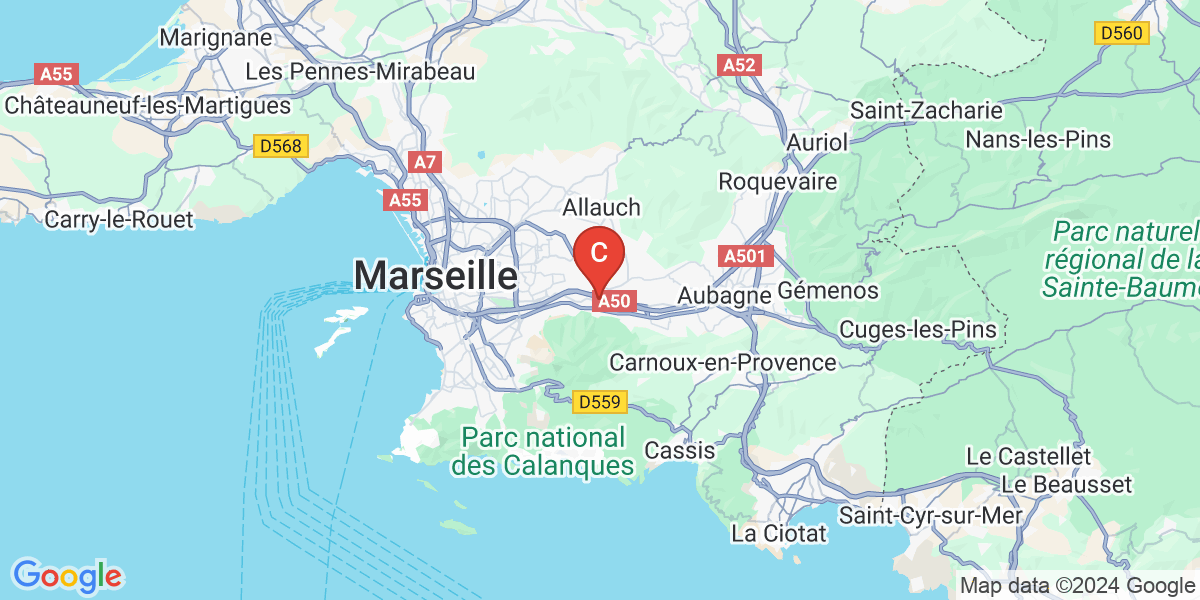 Marignane
D560
A55
Les Pennes-Mirabeau
A52
Châteauneuf-les-Martigues
Saint-Zacharie
D568
Auriol
Nans-les-Pins
A7
Roquevaire
A55
Allauch
Carry-le-Rouet
Parc naturel
régional de la
Sainte-Baume
C
A501
Marseille
A50
Aubagne
Gémenos
Cuges-les-Pins
Carnoux-en-Provence
D559
Parc national
des Calanques
Cassis
Le Castellet
Le Beausset
Saint-Cyr-sur-Mer
La Ciotat
Google
Map data ©2024 Google